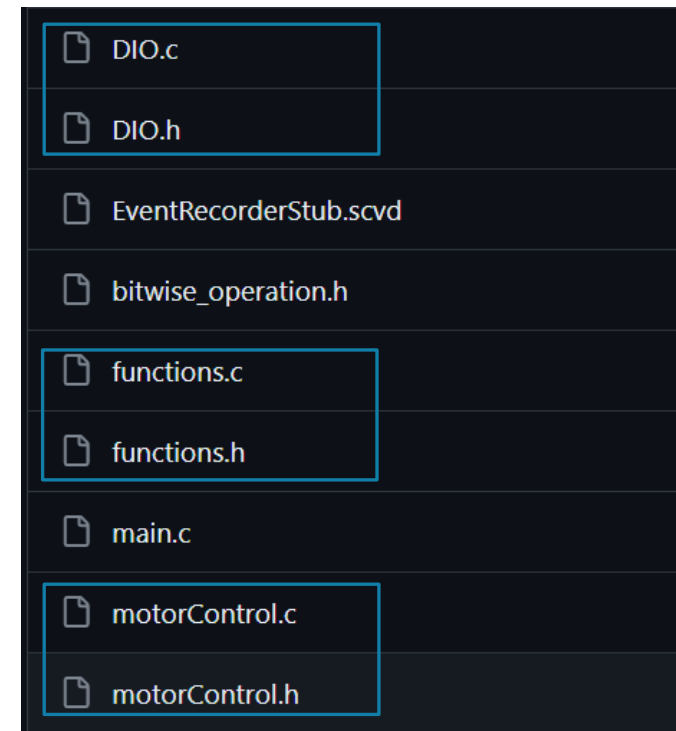 DIO.c
DIO.h
EventRecorderStub.scvd
bitwise_operation.h
functions.c
functions.h
main.c
motorControl.c
motorControl.h